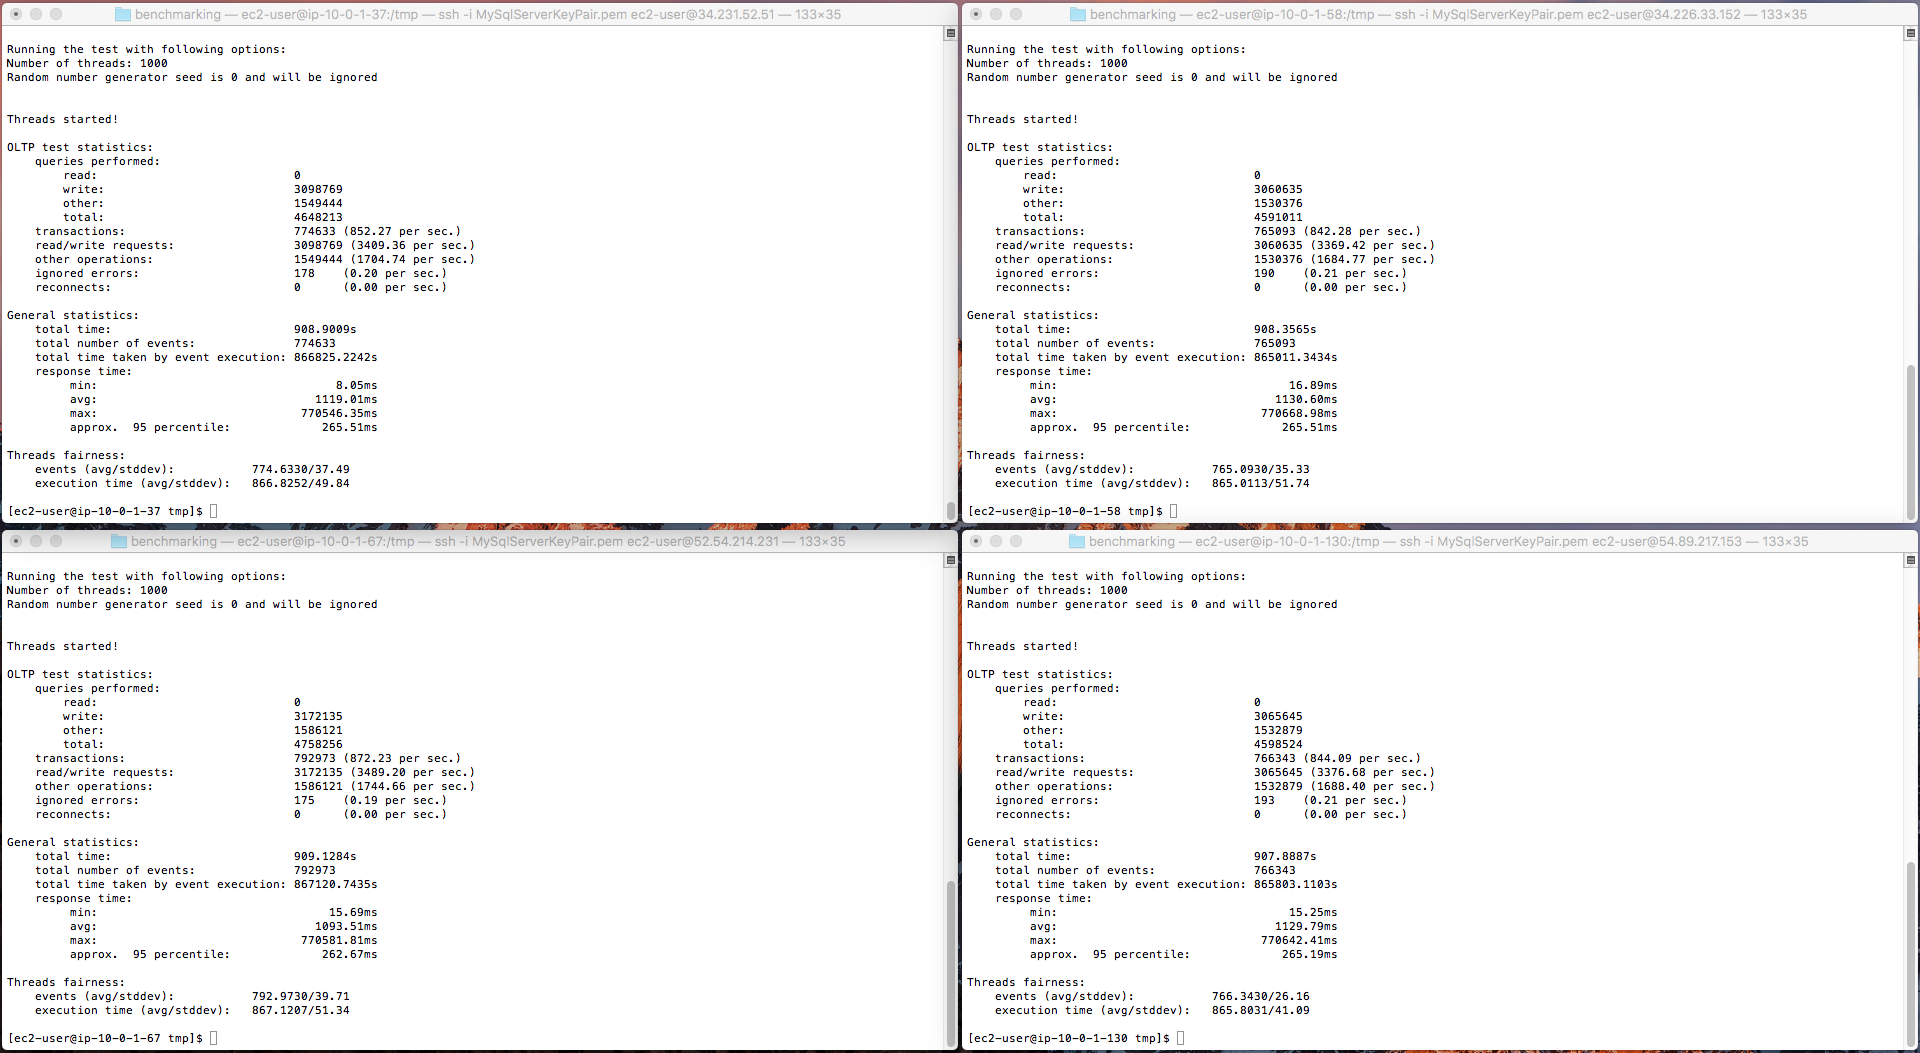 benchmarking — ec2-user@ip-10-0-1-37:/tmp — ssh -i MySqlServerKeyPair.pem ec2-user@34.231.52.51 — 133×35
Running the test with following options:
Number of threads: 1000
Random number generator seed is 0 and will be ignored
Threads started!
OLTP test statistics:
queries performed:
read: 0
write: 3098769
other: 1549444
total: 4648213
transactions: 774633 (852.27 per sec.)
read/write requests: 3098769 (3409.36 per sec.)
other operations: 1549444 (1704.74 per sec.)
ignored errors: 178 (0.20 per sec.)
reconnects: 0 (0.00 per sec.)
General statistics:
total time: 908.9009s
total number of events: 774633
total time taken by event execution: 866825.2242s
response time:
min: 8.05ms
avg: 1119.01ms
max: 770546.35ms
approx. 95 percentile: 265.51ms
Threads fairness:
events (avg/stddev): 774.6330/37.49
execution time (avg/stddev): 866.8252/49.84
[ec2-user@ip-10-0-1-37 tmp]$
benchmarking — ec2-user@ip-10-0-1-58:/tmp — ssh -i MySqlServerKeyPair.pem ec2-user@34.226.33.152 — 133×35
Running the test with following options:
Number of threads: 1000
Random number generator seed is 0 and will be ignored
Threads started!
OLTP test statistics:
queries performed:
read: 0
write: 3060635
other: 1530376
total: 4591011
transactions: 765093 (842.28 per sec.)
read/write requests: 3060635 (3369.42 per sec.)
other operations: 1530376 (1684.77 per sec.)
ignored errors: 190 (0.21 per sec.)
reconnects: 0 (0.00 per sec.)
General statistics:
total time: 908.3565s
total number of events: 765093
total time taken by event execution: 865011.3434s
response time:
min: 16.89ms
avg: 1130.60ms
max: 770668.98ms
approx. 95 percentile: 265.51ms
Threads fairness:
events (avg/stddev): 765.0930/35.33
execution time (avg/stddev): 865.0113/51.74
[ec2-user@ip-10-0-1-58 tmp]$
benchmarking — ec2-user@ip-10-0-1-67:/tmp — ssh -i MySqlServerKeyPair.pem ec2-user@52.54.214.231 — 133×35
Running the test with following options:
Number of threads: 1000
Random number generator seed is 0 and will be ignored
Threads started!
OLTP test statistics:
queries performed:
read: 0
write: 3172135
other: 1586121
total: 4758256
transactions: 792973 (872.23 per sec.)
read/write requests: 3172135 (3489.20 per sec.)
other operations: 1586121 (1744.66 per sec.)
ignored errors: 175 (0.19 per sec.)
reconnects: 0 (0.00 per sec.)
General statistics:
total time: 909.1284s
total number of events: 792973
total time taken by event execution: 867120.7435s
response time:
min: 15.69ms
avg: 1093.51ms
max: 770581.81ms
approx. 95 percentile: 262.67ms
Threads fairness:
events (avg/stddev): 792.9730/39.71
execution time (avg/stddev): 867.1207/51.34
[ec2-user@ip-10-0-1-67 tmp]$
benchmarking — ec2-user@ip-10-0-1-130:/tmp — ssh -i MySqlServerKeyPair.pem ec2-user@54.89.217.153 — 133×35
Running the test with following options:
Number of threads: 1000
Random number generator seed is 0 and will be ignored
Threads started!
OLTP test statistics:
queries performed:
read: 0
write: 3065645
other: 1532879
total: 4598524
transactions: 766343 (844.09 per sec.)
read/write requests: 3065645 (3376.68 per sec.)
other operations: 1532879 (1688.40 per sec.)
ignored errors: 193 (0.21 per sec.)
reconnects: 0 (0.00 per sec.)
General statistics:
total time: 907.8887s
total number of events: 766343
total time taken by event execution: 865803.1103s
response time:
min: 15.25ms
avg: 1129.79ms
max: 770642.41ms
approx. 95 percentile: 265.19ms
Threads fairness:
events (avg/stddev): 766.3430/26.16
execution time (avg/stddev): 865.8031/41.09
[ec2-user@ip-10-0-1-130 tmp]$